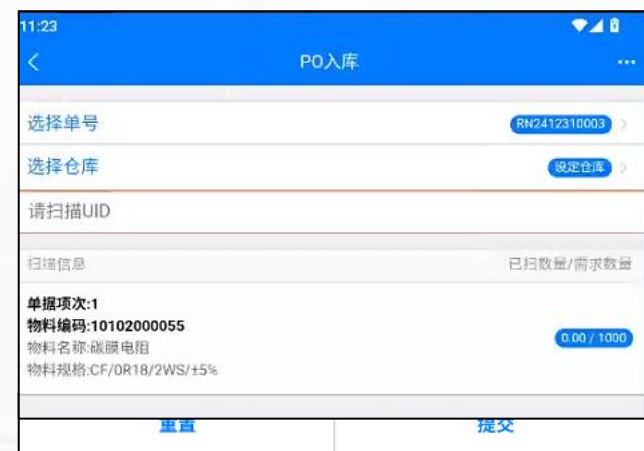 11:23
PO入库
选择单号 RN2412310003
选择仓库 设定仓库
请扫描UID
扫描信息 已扫数量/需求数量
单据项次:1
物料编码:10102000055
物料名称:碳膜电阻
0.00 / 1000
物料规格:CF/0R18/2WS/±5%
重置 提交